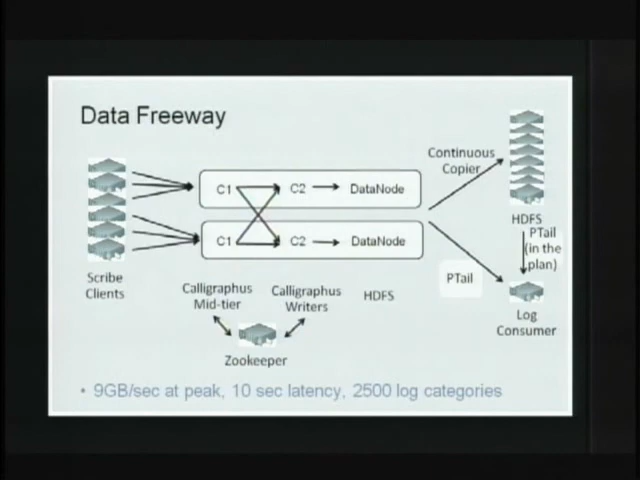 Data Freeway
Continuous
Copier
C1
C2
DataNode
HDFS
C1
C2
DataNode
PTail
(in the
plan)
Scribe
Clients
Calligraphus
Mid-tier
Calligraphus
Writers
HDFS
PTail
Log
Consumer
Zookeeper
• 9GB/sec at peak, 10 sec latency, 2500 log categories